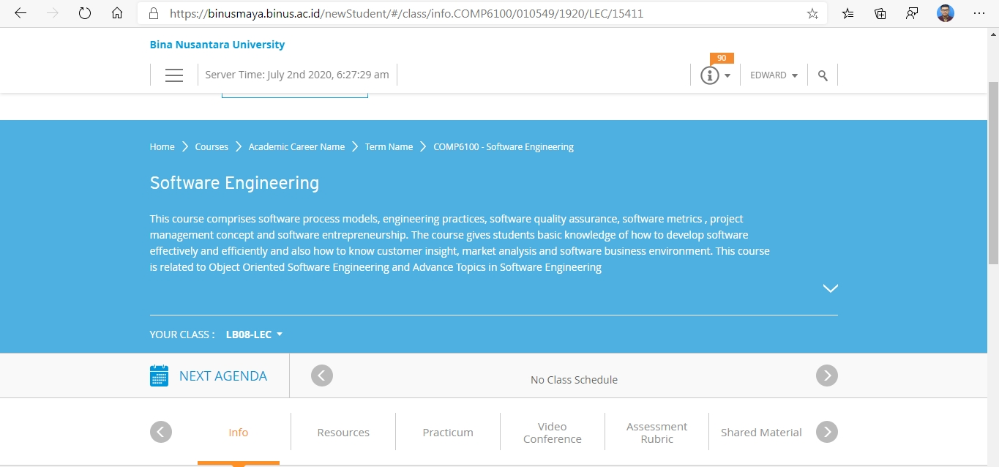 https://binusmaya.binus.ac.id/newStudent/#/class/info.COMP6100/010549/1920/LEC/15411
Bina Nusantara University
90
Server Time: July 2nd 2020, 6:27:29 am
EDWARD
Home Courses Academic Career Name Term Name COMP6100 - Software Engineering
Software Engineering
This course comprises software process models, engineering practices, software quality assurance, software metrics , project
management concept and software entrepreneurship. The course gives students basic knowledge of how to develop software
effectively and efficiently and also how to know customer insight, market analysis and software business environment. This course
is related to Object Oriented Software Engineering and Advance Topics in Software Engineering
YOUR CLASS : LB08-LEC
NEXT AGENDA
No Class Schedule
Info
Resources
Practicum
Video
Conference
Assessment
Rubric
Shared Material